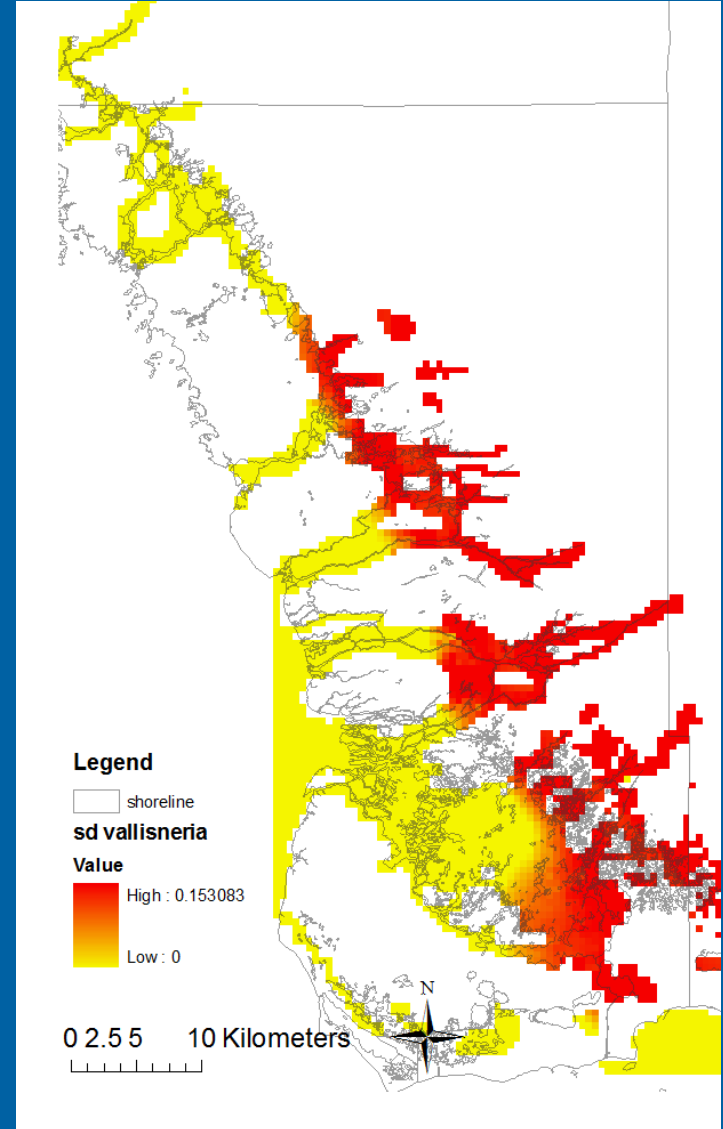 Legend
shoreline
sd vallisneria
Value
High : 0.153083
Low : 0
N
0 2.5 5 10 Kilometers